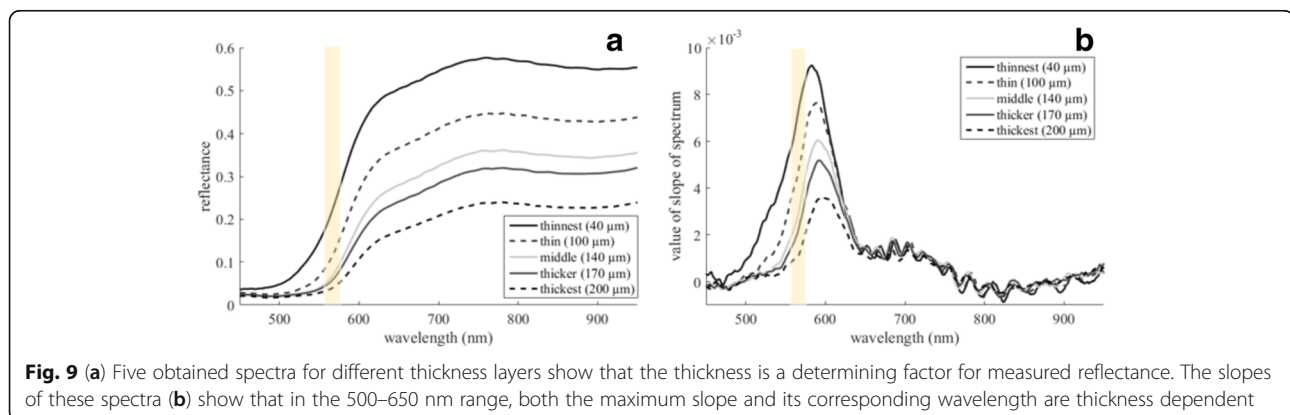 a
0.6
0.5
0.4
0.3
0.2
0.1
0
reflectance
thinnest (40 µm)
thin (100 µm)
middle (140 µm)
thicker (170 µm)
thickest (200 µm)
500 600 700 800 900
wavelength (nm)
b
×10-3
10
8
6
4
2
0
value of slope of spectrum
thinnest (40 µm)
thin (100 µm)
middle (140 µm)
thicker (170 µm)
thickest (200 µm)
500 600 700 800 900
wavelength (nm)
Fig. 9 (a) Five obtained spectra for different thickness layers show that the thickness is a determining factor for measured reflectance. The slopes
of these spectra (b) show that in the 500–650 nm range, both the maximum slope and its corresponding wavelength are thickness dependent